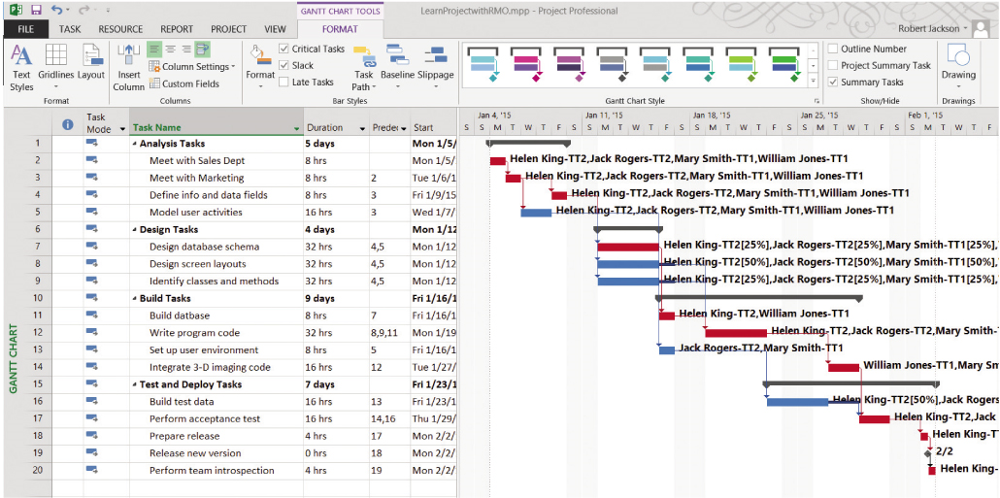 GANTT CHART TOOLS LearnProjectwithRMO.mpp - Project Professional
FILE TASK RESOURCE REPORT PROJECT VIEW FORMAT Robert Jackson
Text Styles Gridlines Layout Insert Column Column Settings Custom Fields Format Critical Tasks Slack Late Tasks Task Path Baseline Slippage Outline Number Project Summary Task Summary Tasks Drawing
Format Columns Bar Styles Gantt Chart Style Show/Hide Drawings
Task Mode Task Name Duration Predec Start Jan 4, '15 Jan 11, '15 Jan 18, '15 Jan 25, '15 Feb 1, '15
S S M T W T F S S M T W T F S S M T W T F S S M T W T F S S M T W T F
1 Analysis Tasks 5 days Mon 1/5/
2 Meet with Sales Dept 8 hrs Mon 1/5/ Helen King-TT2,Jack Rogers-TT2,Mary Smith-TT1,William Jones-TT1
3 Meet with Marketing 8 hrs 2 Tue 1/6/1 Helen King-TT2,Jack Rogers-TT2,Mary Smith-TT1,William Jones-TT1
4 Define info and data fields 8 hrs 3 Fri 1/9/15 Helen King-TT2,Jack Rogers-TT2,Mary Smith-TT1,William Jones-TT1
5 Model user activities 16 hrs 3 Wed 1/7/ Helen King-TT2,Jack Rogers-TT2,Mary Smith-TT1,William Jones-TT1
6 Design Tasks 4 days Mon 1/12
7 Design database schema 32 hrs 4,5 Mon 1/12 Helen King-TT2[25%],Jack Rogers-TT2[25%],Mary Smith-TT1[25%],
8 Design screen layouts 32 hrs 4,5 Mon 1/12 Helen King-TT2[50%],Jack Rogers-TT2[50%],Mary Smith-TT1[50%],
9 Identify classes and methods 32 hrs 4,5 Mon 1/12 Helen King-TT2[25%],Jack Rogers-TT2[25%],Mary Smith-TT1[25%],
10 Build Tasks 9 days Fri 1/16/1
11 Build datbase 8 hrs 7 Fri 1/16/1 Helen King-TT2,William Jones-TT1
12 Write program code 32 hrs 8,9,11 Mon 1/19 Helen King-TT2,Jack Rogers-TT2,Mary Smith-
13 Set up user environment 8 hrs 5 Fri 1/16/1 Jack Rogers-TT2,Mary Smith-TT1
14 Integrate 3-D imaging code 16 hrs 12 Tue 1/27/ William Jones-TT1,Mary Sm
15 Test and Deploy Tasks 7 days Fri 1/23/1
16 Build test data 16 hrs 13 Fri 1/23/1 Helen King-TT2[50%],Jack Rogers
17 Perform acceptance test 16 hrs 14,16 Thu 1/29/ Helen King-TT2,Jack
18 Prepare release 4 hrs 17 Mon 2/2/ Helen King-T
19 Release new version 0 hrs 18 Mon 2/2/ 2/2
20 Perform team introspection 4 hrs 19 Mon 2/2/ Helen King-
GANTT CHART